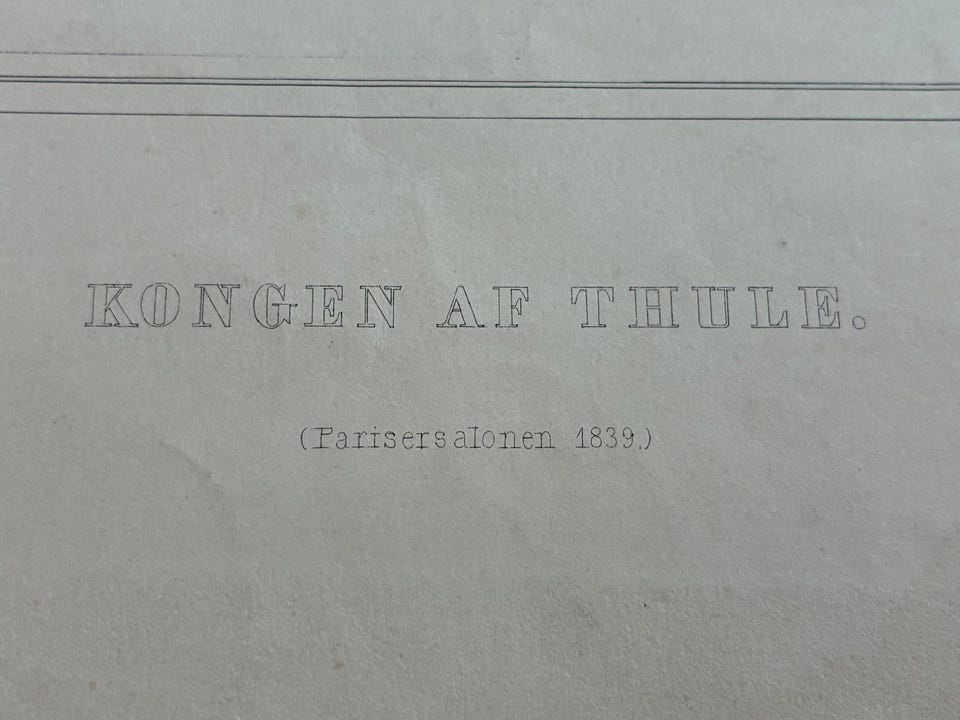 KONGEN AF THULE.
(Parisersalonen 1839.)